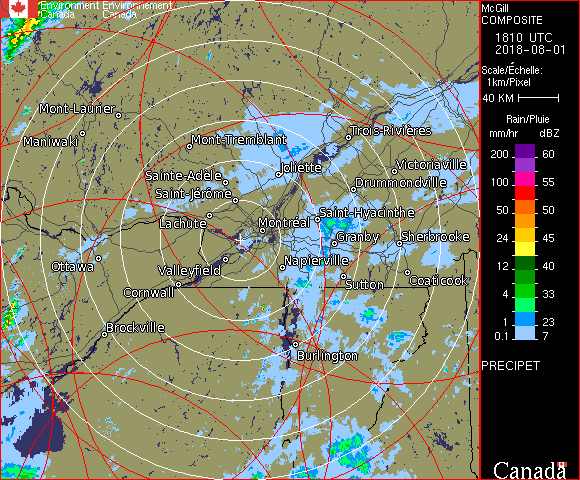 Environment Environnement
Canada Canada
Mont-Laurier
Maniwaki
Mont-Tremblant
Trois-Rivières
Sainte-Adèle
Joliette
Victoriaville
Saint-Jérôme
Drummondville
Lachute
Montréal
Saint-Hyacinthe
Granby
Sherbrooke
Ottawa
Valleyfield
Napierville
Cornwall
Sutton
Coaticook
Brockville
Burlington
McGill
COMPOSITE
1810 UTC
2018-08-01
Scale/Échelle:
1km/Pixel
40 KM
Rain/Pluie
mm/hr dBZ
200 60
100 55
50 50
24 45
12 40
4 33
2 23
0.1 7
PRECIPET
Canada